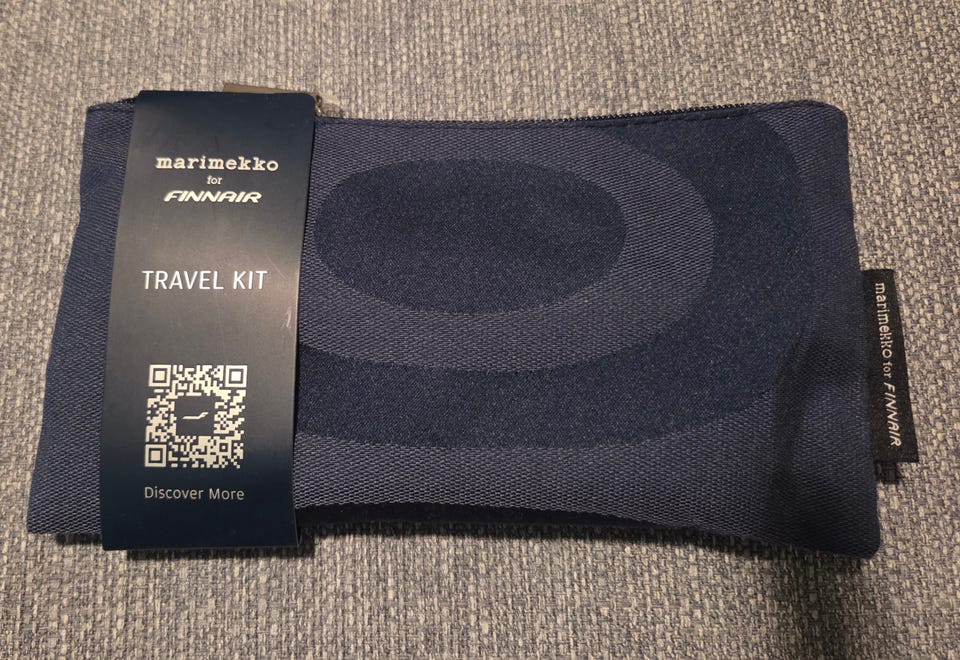 marimekko
for
FINNAIR
TRAVEL KIT
Discover More
marimekko for FINNAIR